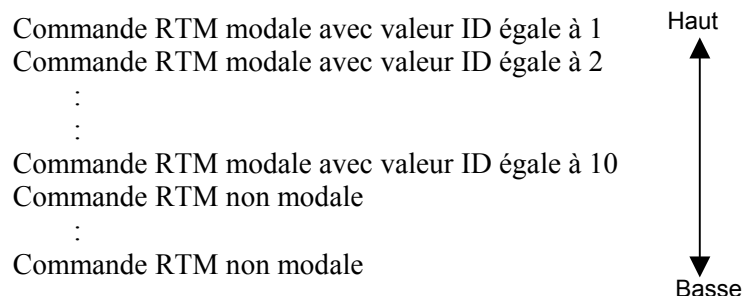 Haut
Commande RTM modale avec valeur ID égale à 1
Commande RTM modale avec valeur ID égale à 2
:
:
Commande RTM modale avec valeur ID égale à 10
Commande RTM non modale
:
Commande RTM non modale
Basse